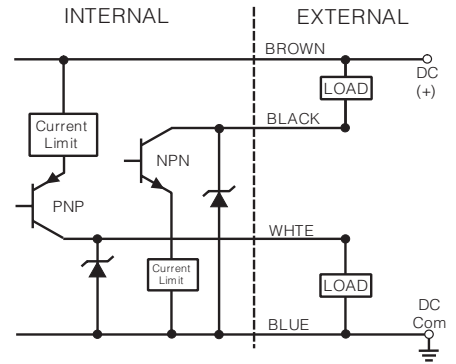 INTERNAL
EXTERNAL
BROWN
DC
(+)
LOAD
BLACK
Current
Limit
NPN
PNP
WHTE
Current
Limit
LOAD
DC
Com
BLUE